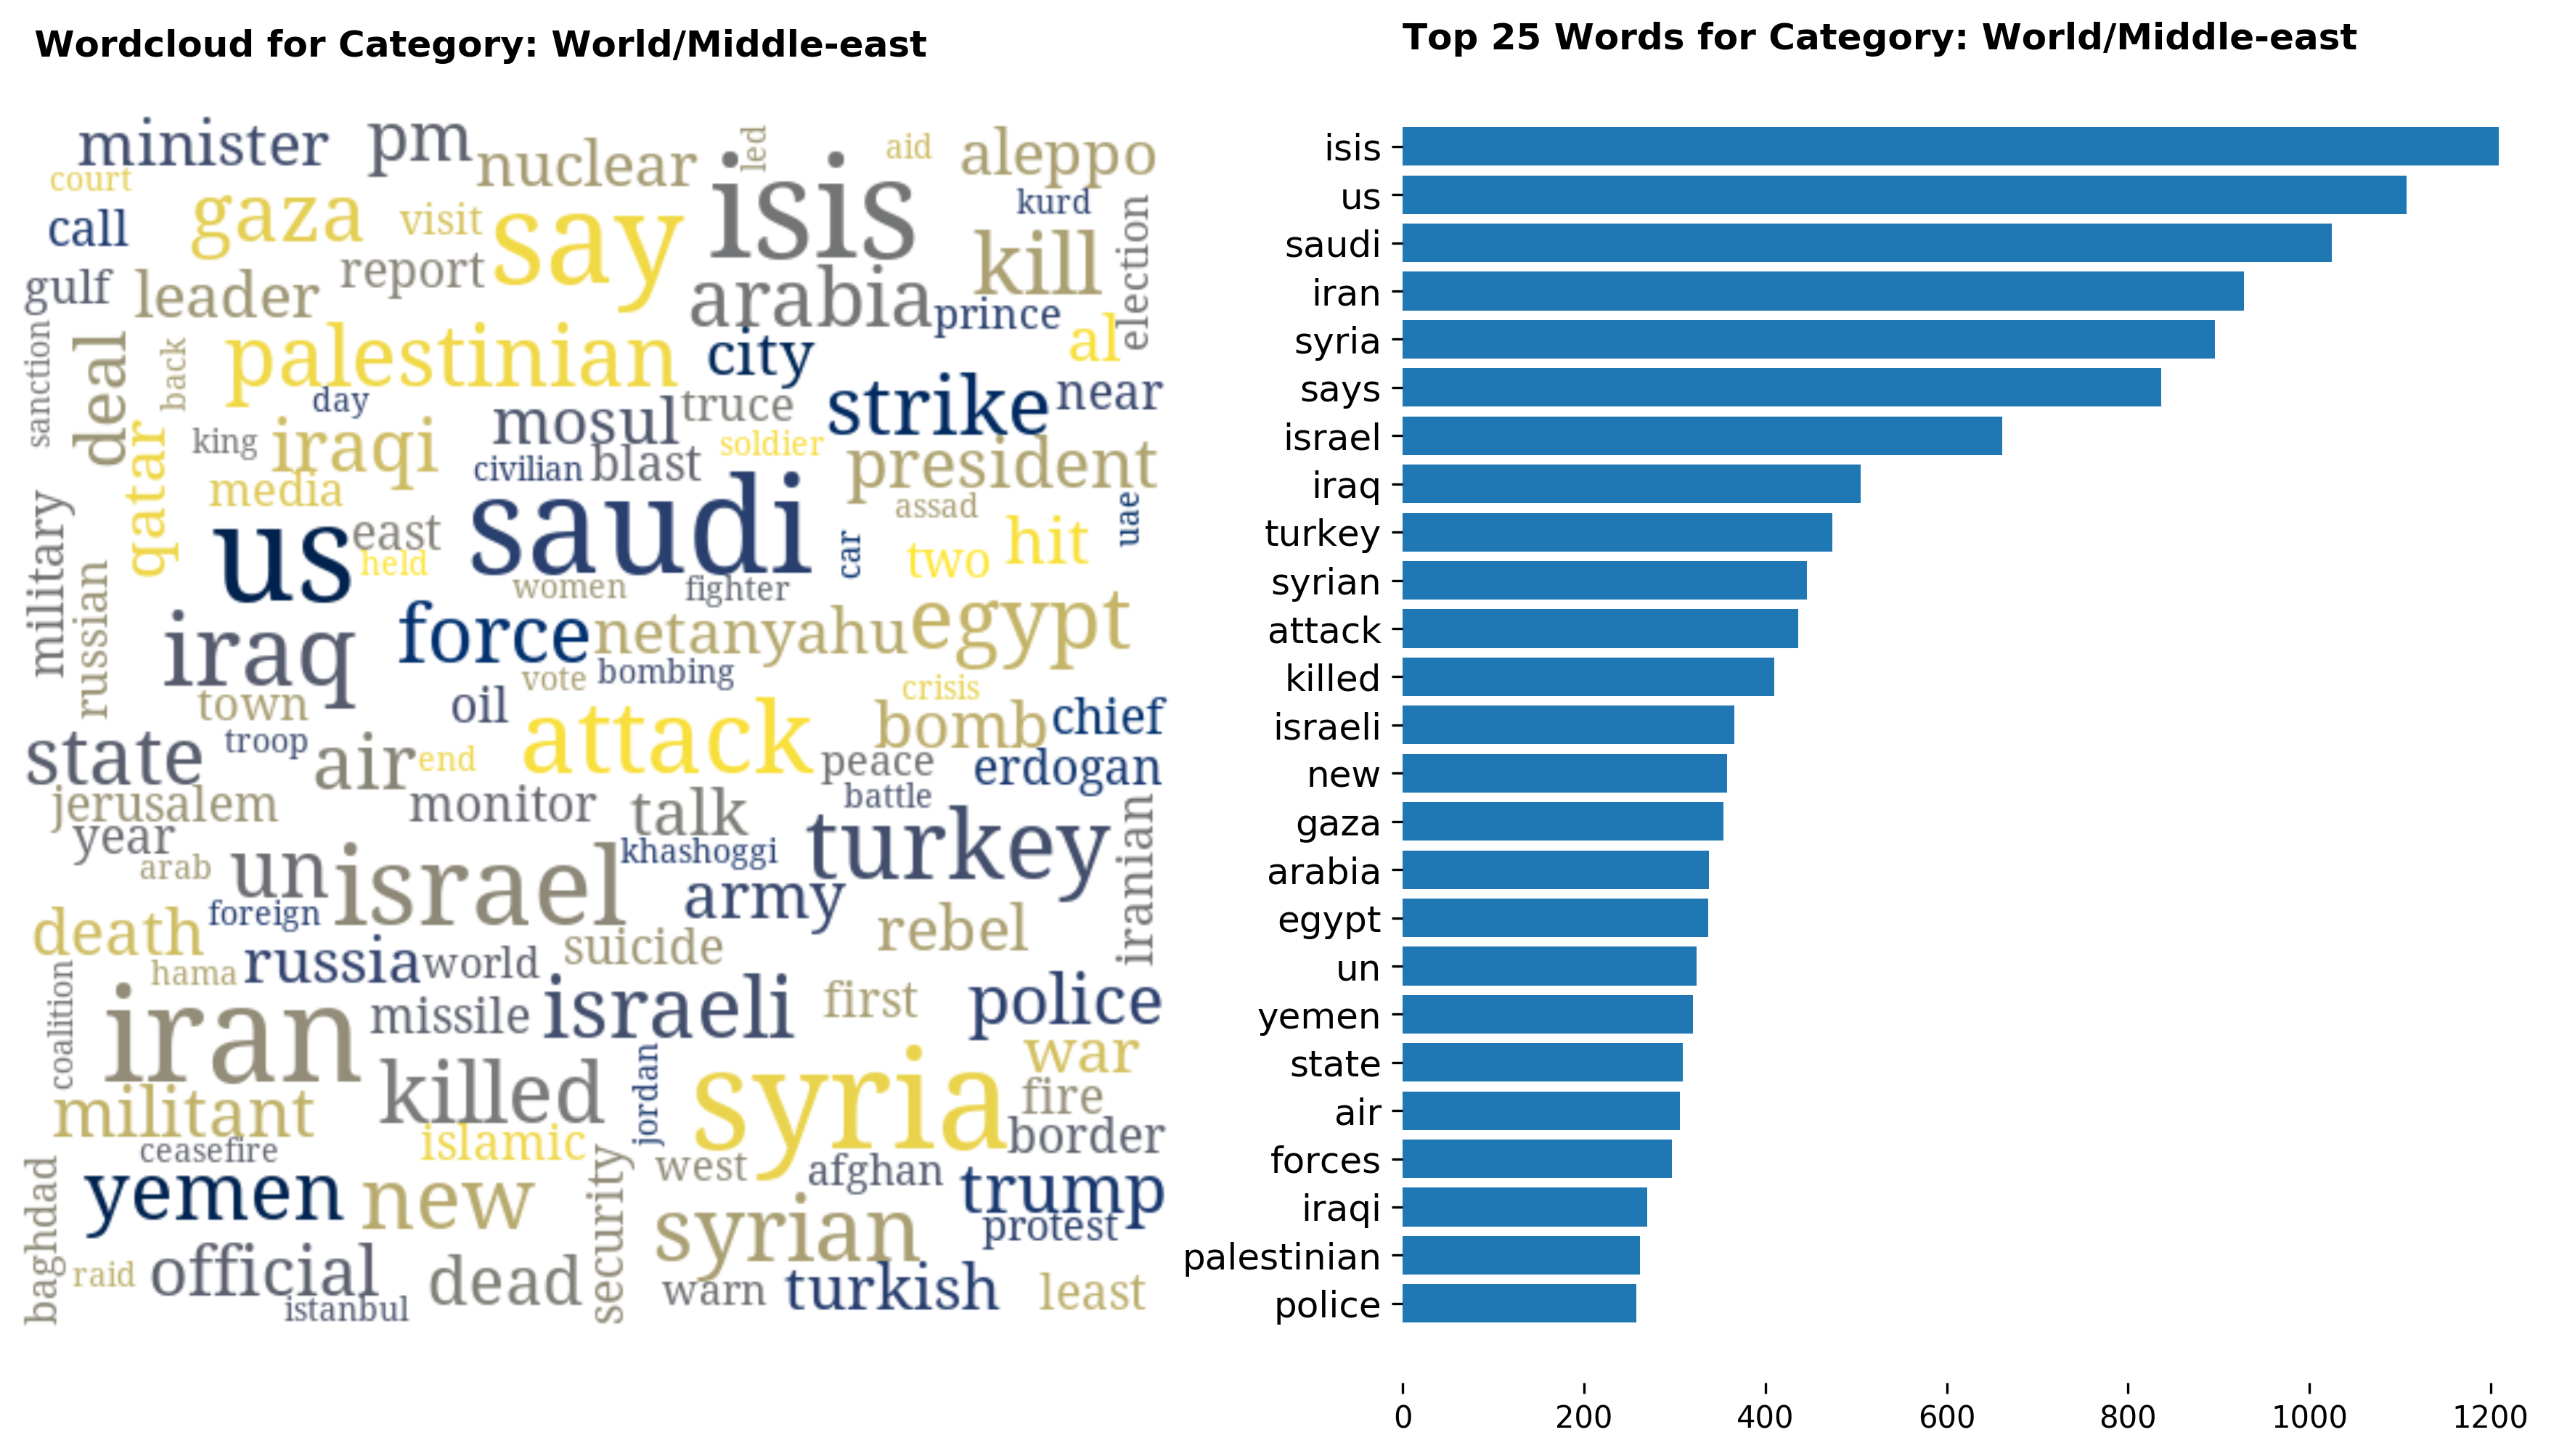 Wordcloud for Category: World/Middle-east
minister
pm
nuclear
led
isis
aid
aleppo
court
call
gaza
visit
say
kurd
kill
election
gulf
leader
report
arabia
prince
al
sanction
deal
back
palestinian
city
day
mosul
truce
strike
near
king
iraqi
soldier
qatar
media
civilian
blast
president
military
us
east
saudi
assad
uae
held
car
two
hit
russian
women
fighter
iraq
force
netanyahu
egypt
town
oil
vote
bombing
crisis
state
troop
air
end
attack
bomb
chief
peace
erdogan
jerusalem
monitor
talk
battle
year
turkey
iranian
arab
un
israel
khashoggi
army
death
foreign
rebel
hama
russia
world
suicide
coalition
iran
missile
israeli
first
police
killed
jordan
syria
war
fire
militant
border
ceasefire
islamic
baghdad
yemen
new
security
west
afghan
trump
syrian
protest
raid
official
dead
warn
turkish
least
istanbul
Top 25 Words for Category: World/Middle-east
isis
us
saudi
iran
syria
says
israel
iraq
turkey
syrian
attack
killed
israeli
new
gaza
arabia
egypt
un
yemen
state
air
forces
iraqi
palestinian
police
0 200 400 600 800 1000 1200